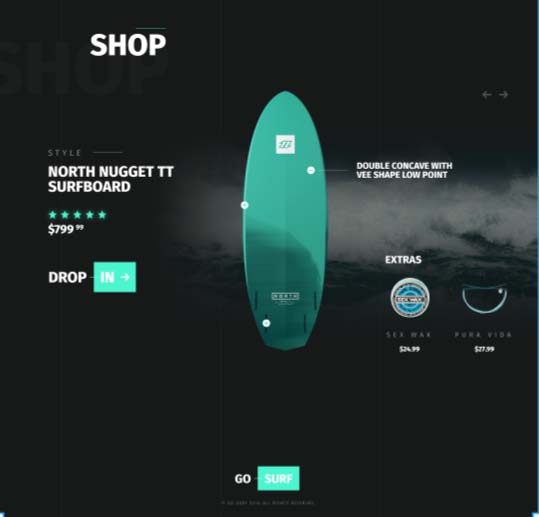 SHOP
SHOP
STYLE
NORTH NUGGET TT
SURFBOARD
$799 99
DROP IN →
DOUBLE CONCAVE WITH
VEE SHAPE LOW POINT
NORTH
EXTRAS
SEX WAX
SEX WAX
$24.99
PURA VIDA
$27.99
GO SURF